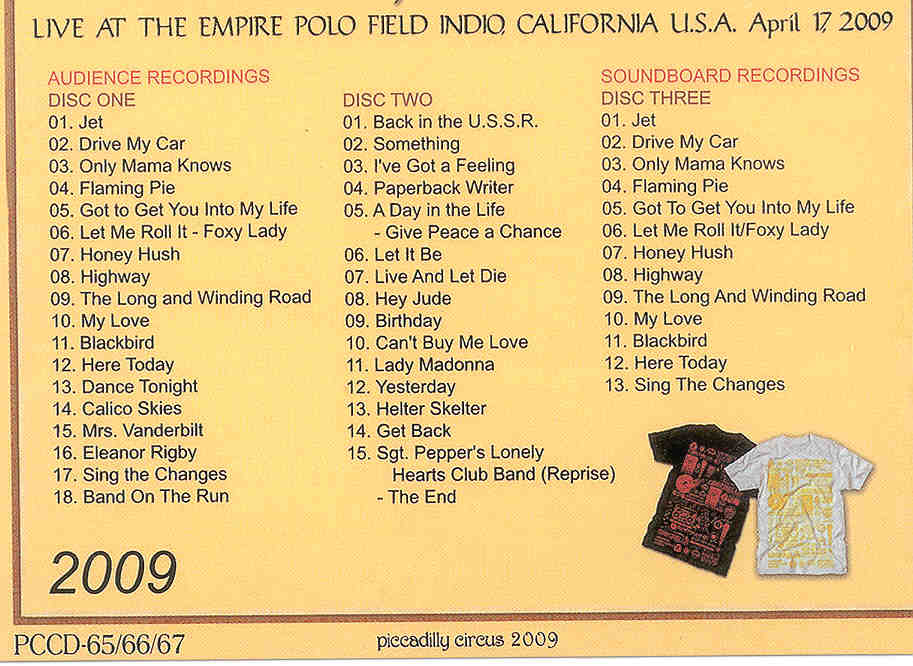 LIVE AT THE EMPIRE POLO FIELD INDIO, CALIFORNIA U.S.A. April 17, 2009
AUDIENCE RECORDINGS
DISC ONE
01. Jet
02. Drive My Car
03. Only Mama Knows
04. Flaming Pie
05. Got to Get You Into My Life
06. Let Me Roll It - Foxy Lady
07. Honey Hush
08. Highway
09. The Long and Winding Road
10. My Love
11. Blackbird
12. Here Today
13. Dance Tonight
14. Calico Skies
15. Mrs. Vanderbilt
16. Eleanor Rigby
17. Sing the Changes
18. Band On The Run
DISC TWO
01. Back in the U.S.S.R.
02. Something
03. I've Got a Feeling
04. Paperback Writer
05. A Day in the Life
- Give Peace a Chance
06. Let It Be
07. Live And Let Die
08. Hey Jude
09. Birthday
10. Can't Buy Me Love
11. Lady Madonna
12. Yesterday
13. Helter Skelter
14. Get Back
15. Sgt. Pepper's Lonely
Hearts Club Band (Reprise)
- The End
SOUNDBOARD RECORDINGS
DISC THREE
01. Jet
02. Drive My Car
03. Only Mama Knows
04. Flaming Pie
05. Got To Get You Into My Life
06. Let Me Roll It/Foxy Lady
07. Honey Hush
08. Highway
09. The Long And Winding Road
10. My Love
11. Blackbird
12. Here Today
13. Sing The Changes
2009
PCCD-65/66/67
piccadilly circus 2009